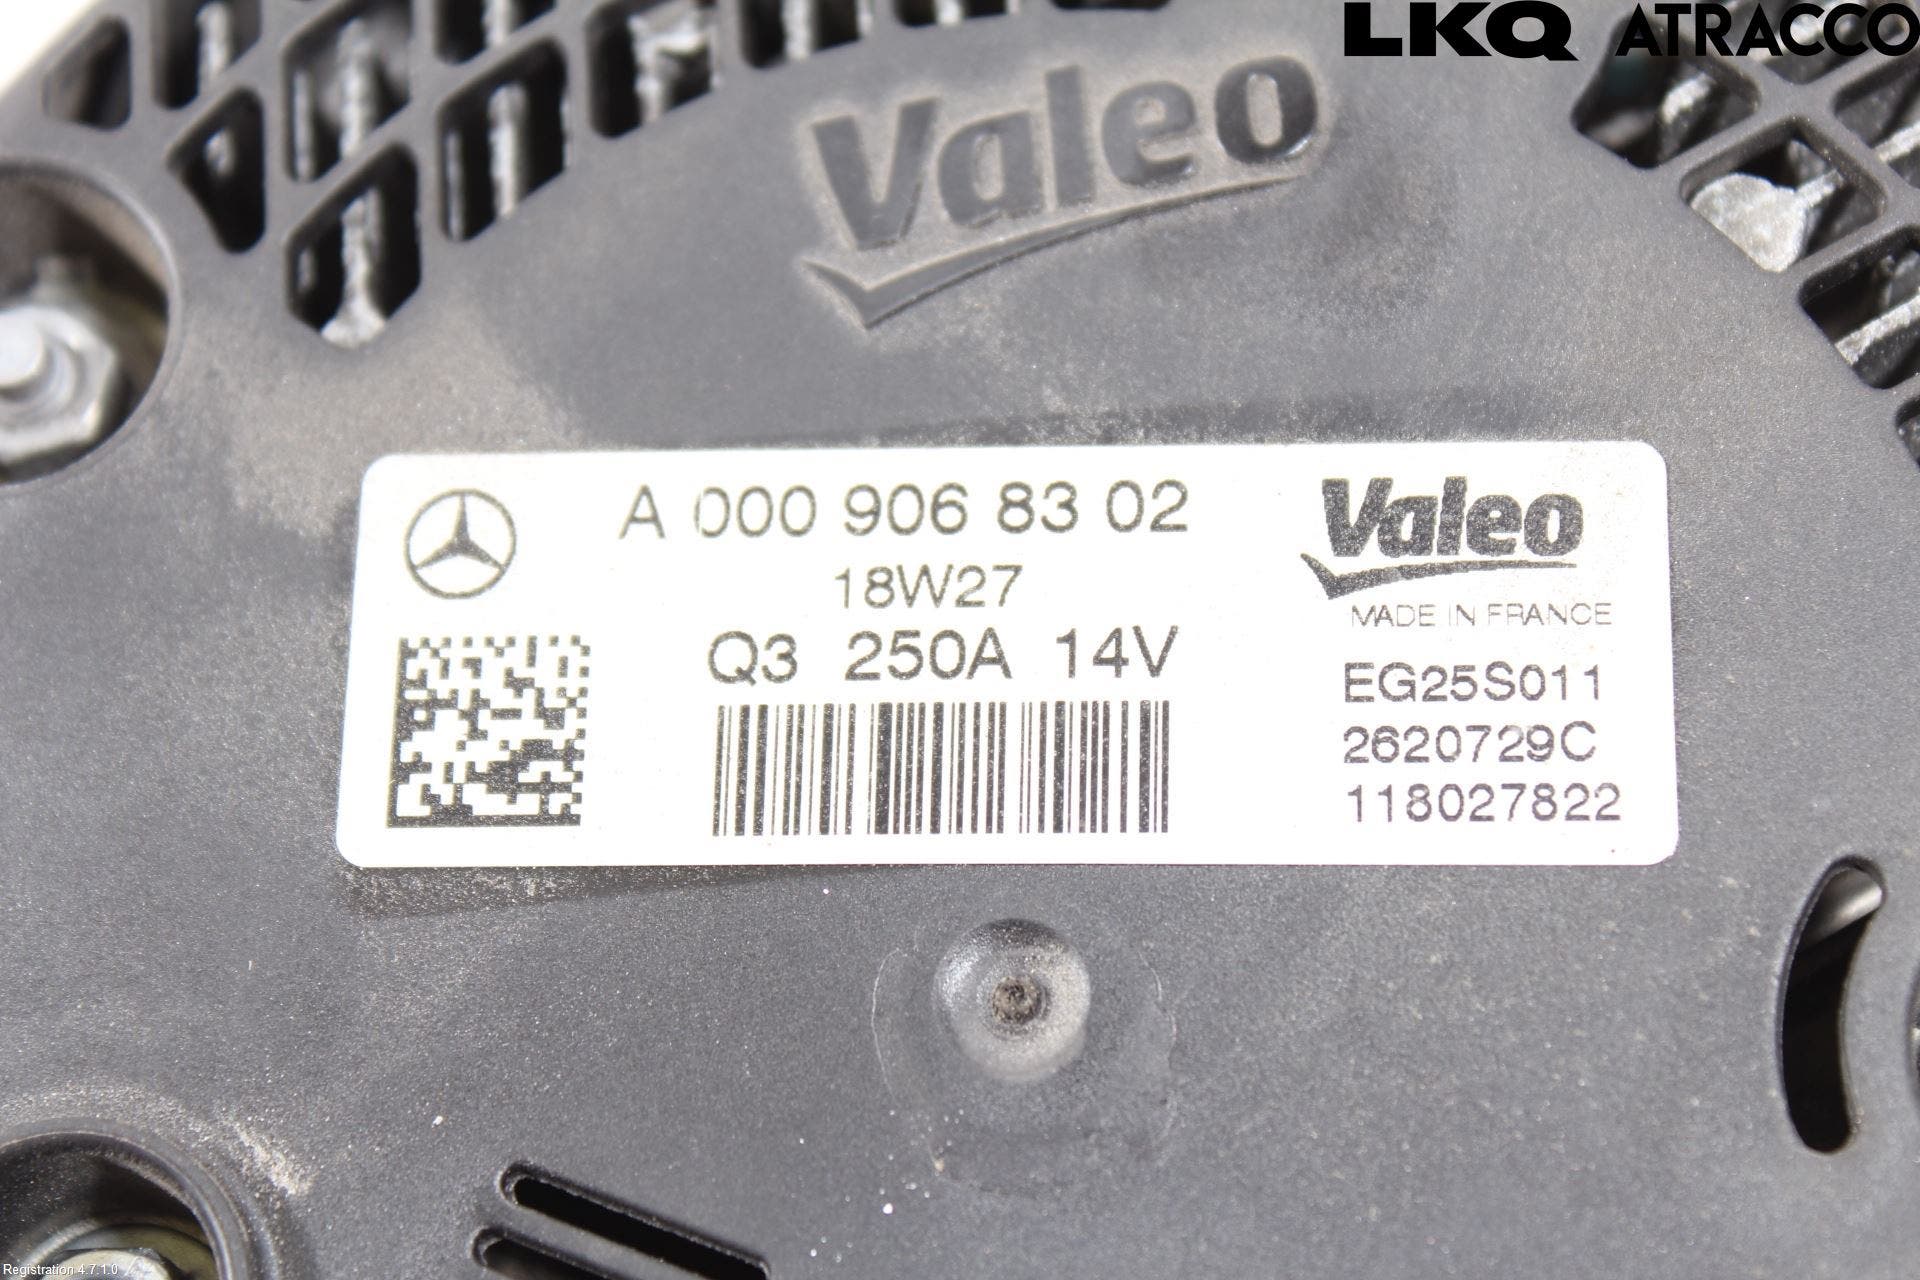 LKQ ATRACCO
Valeo
A 000 906 83 02
18W27
Q3 250A 14V
Valeo
MADE IN FRANCE
EG25S011
2620729C
118027822
Registration 4.7.1.0